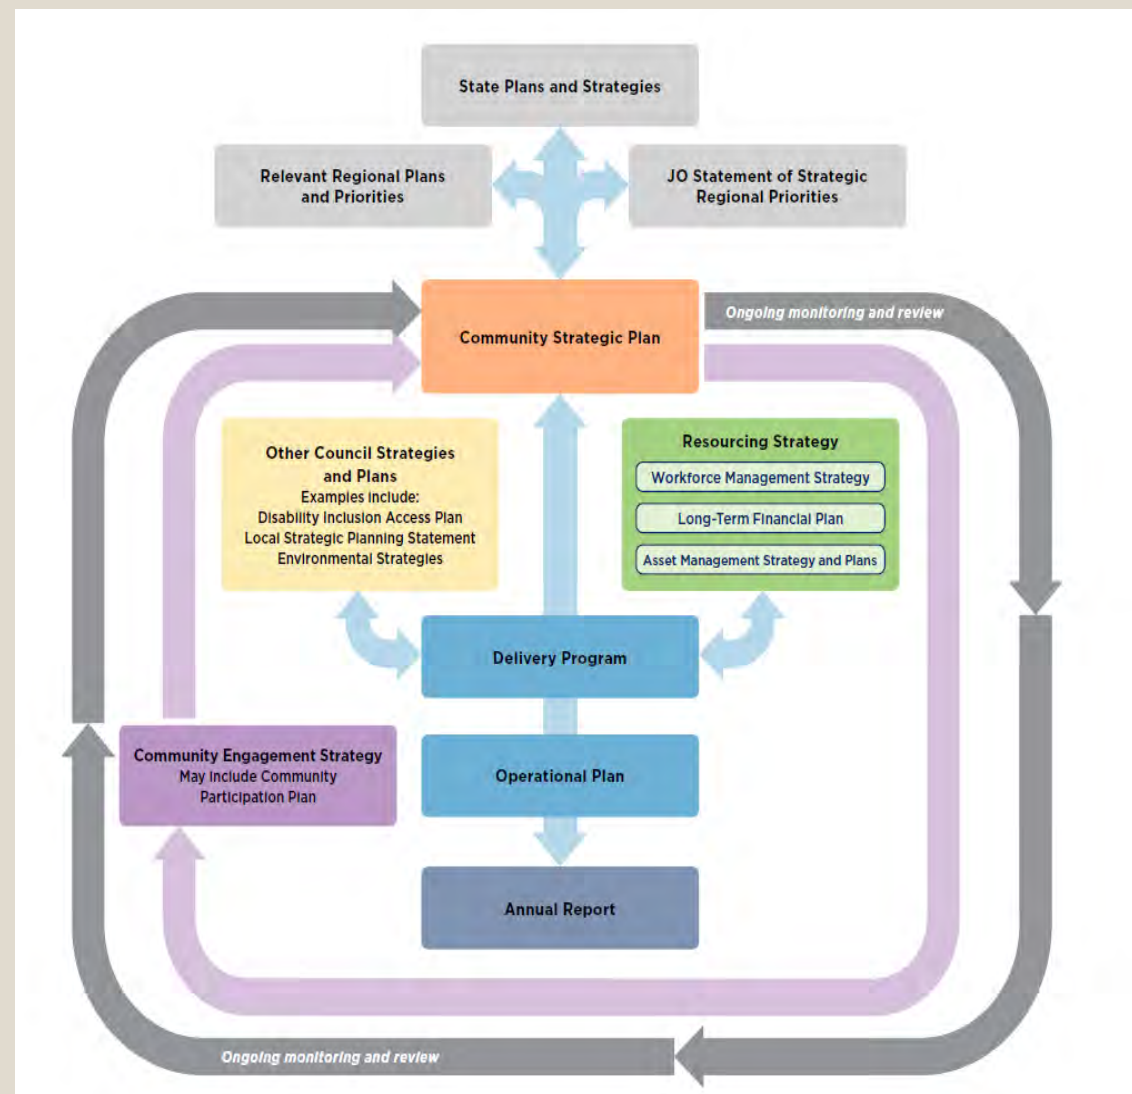 State Plans and Strategies
Relevant Regional Plans
and Priorities
JO Statement of Strategic
Regional Priorities
Ongoing monitoring and review
Community Strategic Plan
Other Council Strategies
and Plans
Examples include:
Disability Inclusion Access Plan
Local Strategic Planning Statement
Environmental Strategies
Resourcing Strategy
Workforce Management Strategy
Long-Term Financial Plan
Asset Management Strategy and Plans
Delivery Program
Community Engagement Strategy
May include Community
Participation Plan
Operational Plan
Annual Report
Ongoing monitoring and review